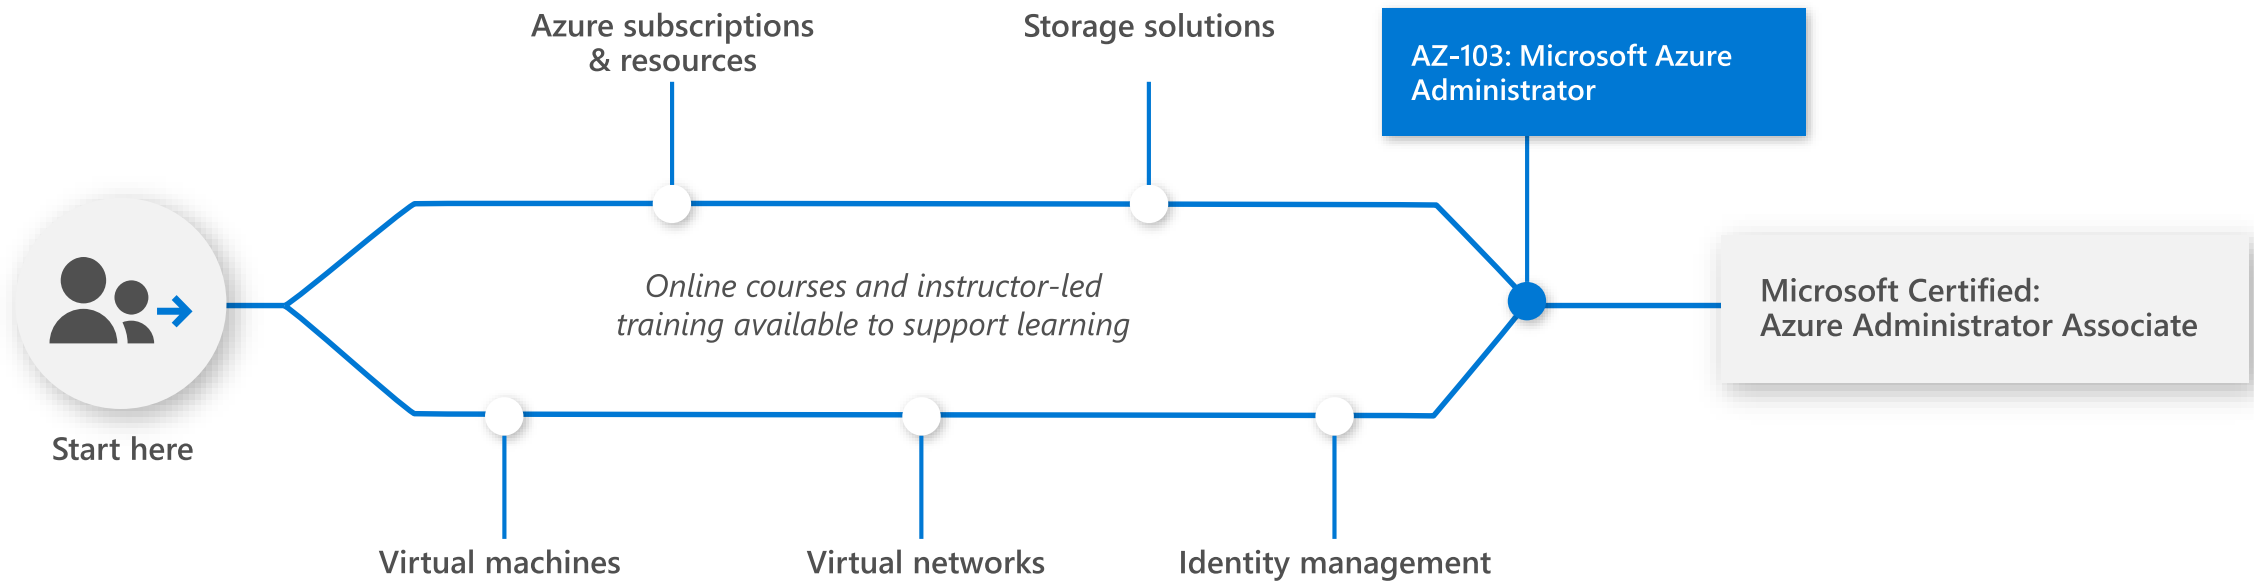 Azure subscriptions
& resources
Storage solutions
AZ-103: Microsoft Azure
Administrator
Online courses and instructor-led
training available to support learning
Microsoft Certified:
Azure Administrator Associate
Start here
Virtual machines
Virtual networks
Identity management